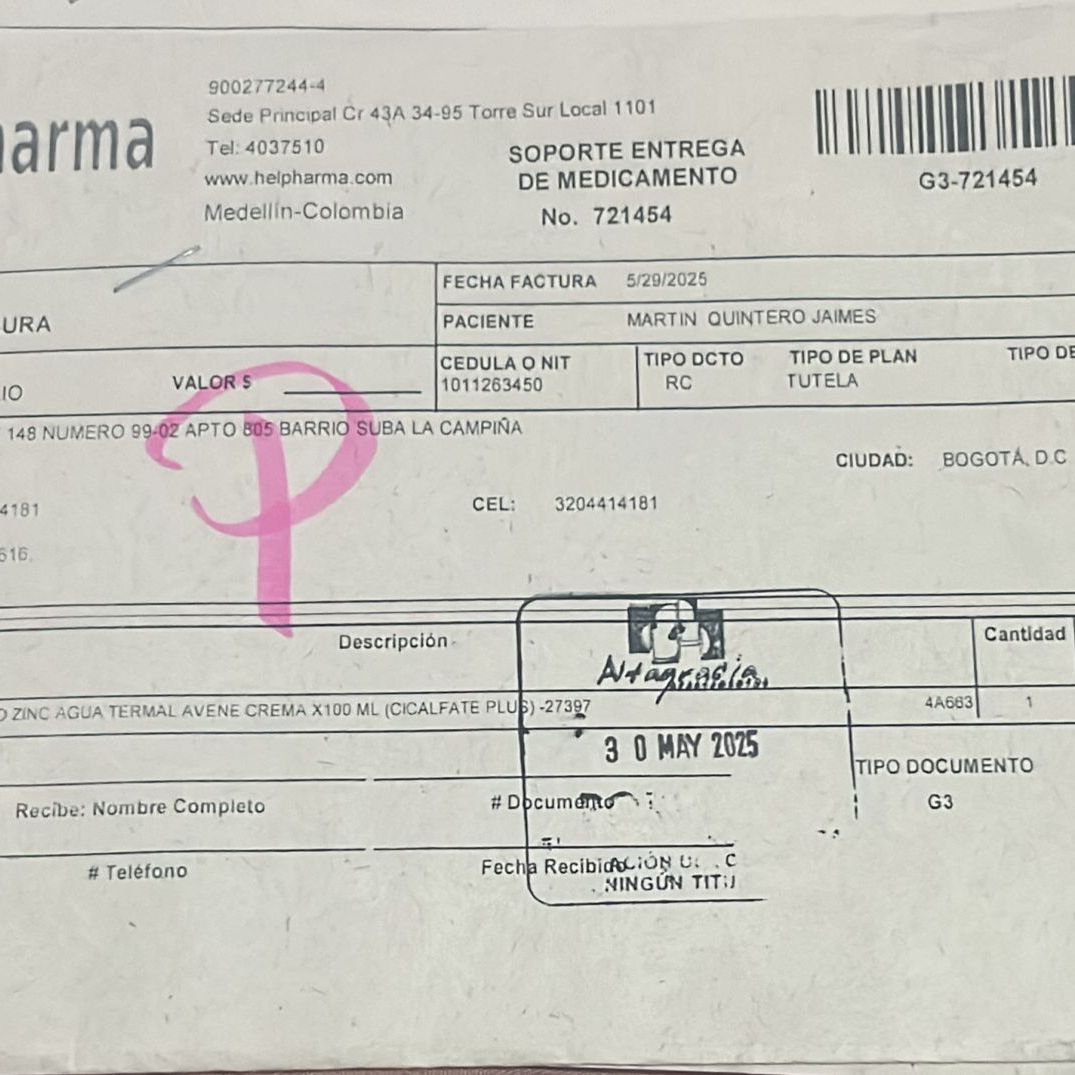 arma
900277244-4
Sede Principal Cr 43A 34-95 Torre Sur Local 1101
Tel: 4037510
www.helpharma.com
Medellín-Colombia
SOPORTE ENTREGA
DE MEDICAMENTO
No. 721454
G3-721454
FECHA FACTURA 5/29/2025
URA
PACIENTE MARTIN QUINTERO JAIMES
IO VALOR $
CEDULA O NIT TIPO DCTO TIPO DE PLAN TIPO DE
1011263450 RC TUTELA
P
148 NUMERO 99-02 APTO 805 BARRIO SUBA LA CAMPIÑA
CIUDAD: BOGOTÁ, D.C
4181 CEL: 3204414181
616,
Descripción Cantidad
Altagracia
O ZINC AGUA TERMAL AVENE CREMA X100 ML (CICALFATE PLUS) -27397 4A663 1
30 MAY 2025
TIPO DOCUMENTO
G3
Recibe: Nombre Completo # Documento
# Teléfono Fecha Recibido
NINGÚN